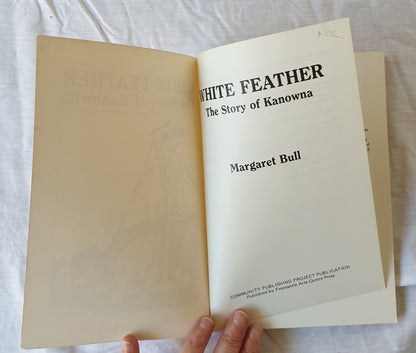 WHITE FEATHER
The Story of Kanowna
Margaret Bull
COMMUNITY PUBLISHING PROJECT PUBLICATION
Published by Fremantle Arts Centre Press